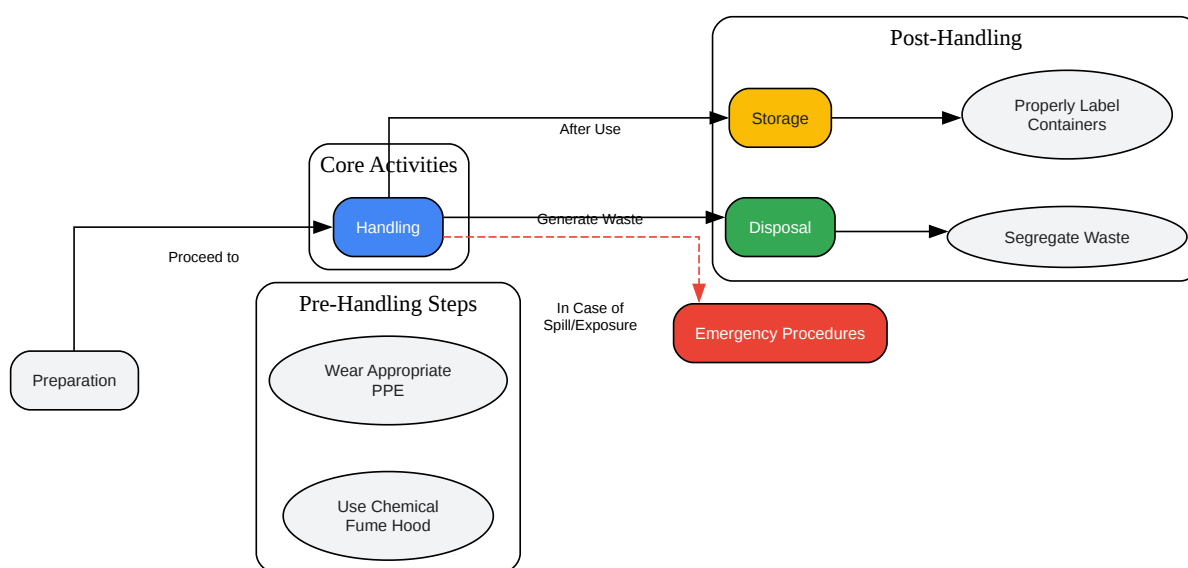 Post-Handling
Storage
Properly Label
Containers
After Use
Core Activities
Handling
Generate Waste
Disposal
Segregate Waste
Proceed to
Pre-Handling Steps
In Case of
Spill/Exposure
Emergency Procedures
Preparation
Wear Appropriate
PPE
Use Chemical
Fume Hood